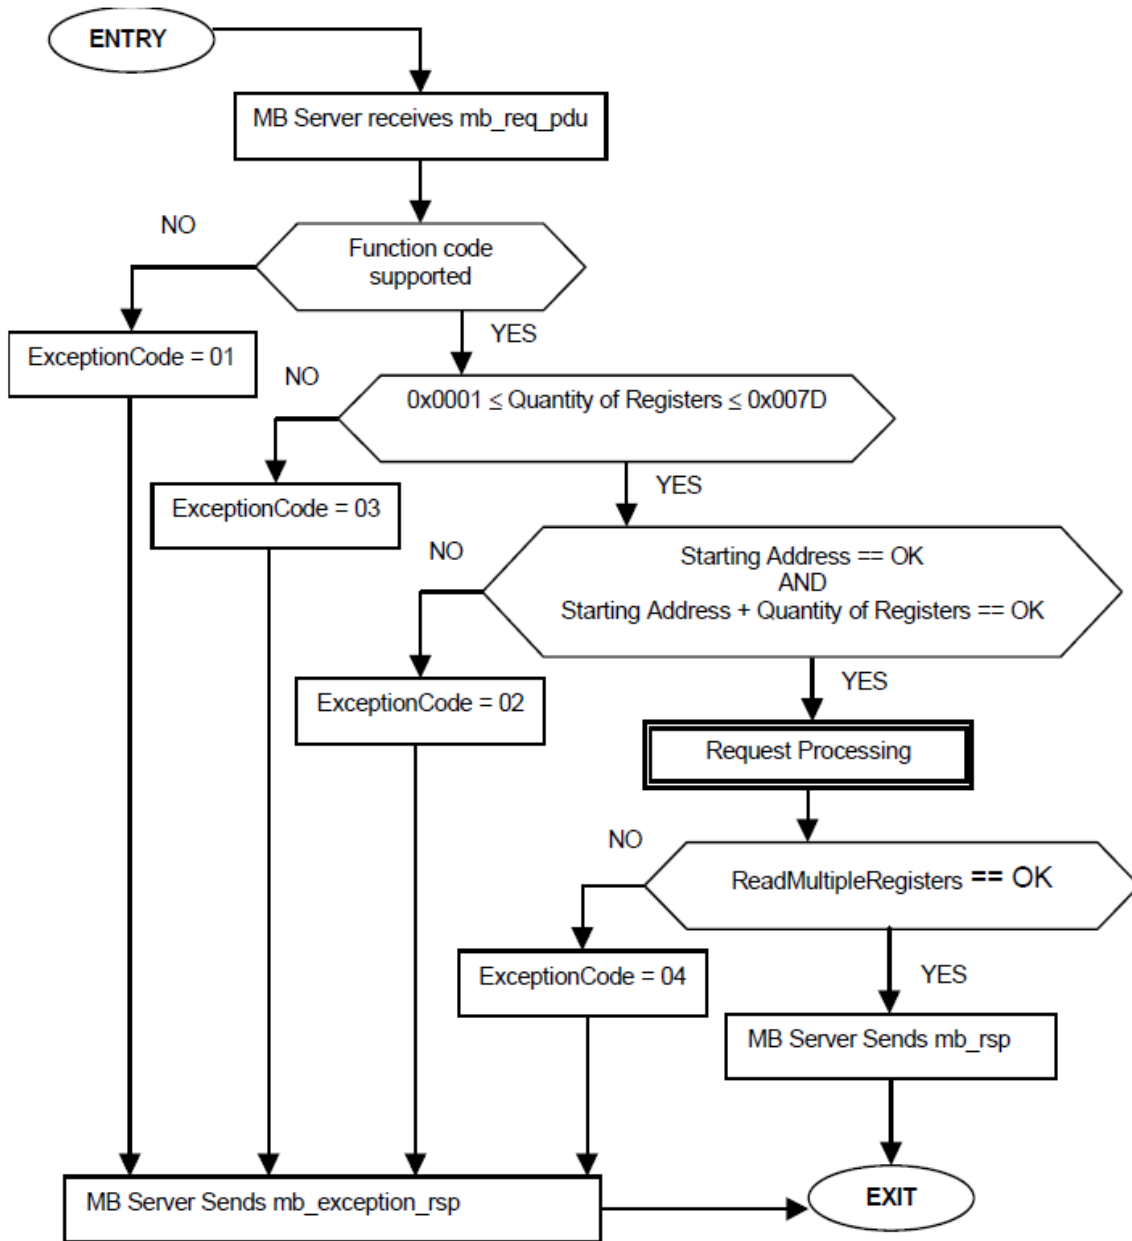 ENTRY
MB Server receives mb_req_pdu
NO
Function code
supported
YES
ExceptionCode = 01
NO
0x0001 ≤ Quantity of Registers ≤ 0x007D
YES
ExceptionCode = 03
NO
Starting Address == OK
AND
Starting Address + Quantity of Registers == OK
YES
ExceptionCode = 02
Request Processing
NO
ReadMultipleRegisters == OK
YES
ExceptionCode = 04
MB Server Sends mb_rsp
MB Server Sends mb_exception_rsp
EXIT